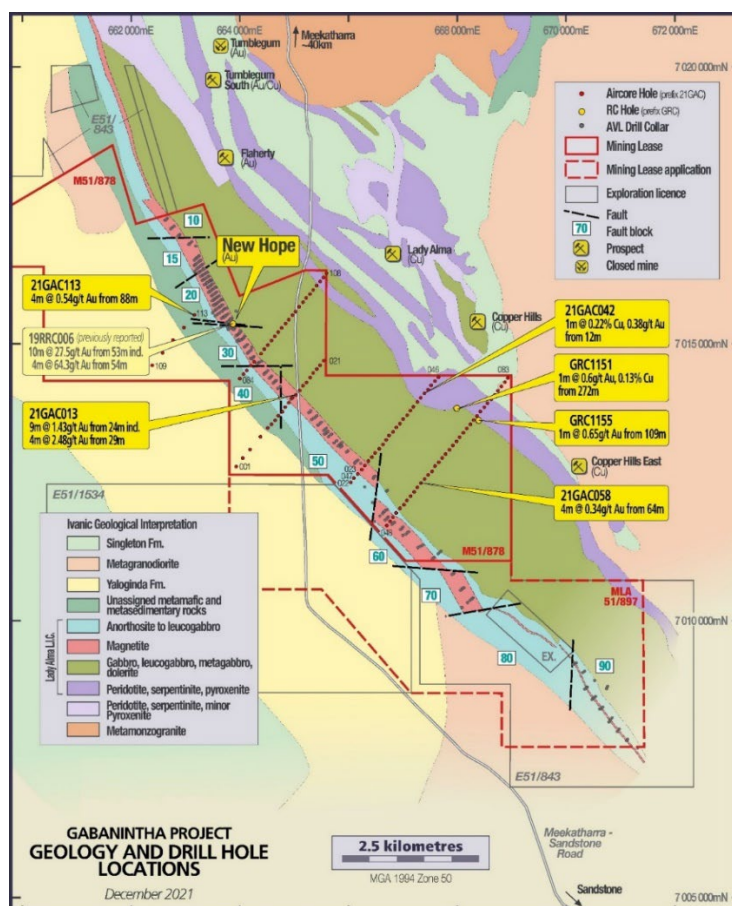 662 000mE
664 000mE
668 000mE
670 000mE
672 000mE
Meekatharra
~40km
Tumblegum
(Au)
Tumblegum
South (Au/Cu)
7 020 000mN
E51/
843
Flaherty
(Au)
M51/878
Aircore Hole (prefix 21GAC)
RC Hole (prefix GRC)
AVL Drill Collar
Mining Lease
Mining Lease application
Exploration licence
Fault
70 Fault block
Prospect
Closed mine
10
15
20
New Hope
(Au)
Lady Alma
(Cu)
108
21GAC113
4m @ 0.54g/t Au from 88m
113
Copper Hills
(Cu)
21GAC042
1m @ 0.22% Cu, 0.38g/t Au
from 12m
7 015 000mN
19RRC006 (previously reported)
10m @ 27.5g/t Au from 53m ind.
4m @ 64.3g/t Au from 54m
30
109
021
084
40
GRC1151
1m @ 0.6g/t Au, 0.13% Cu
from 272m
21GAC013
9m @ 1.43g/t Au from 24m ind.
4m @ 2.48g/t Au from 29m
GRC1155
1m @ 0.65g/t Au from 109m
001
50
Copper Hills East
(Cu)
E51/1534
21GAC058
4m @ 0.34g/t Au from 64m
60
M51/878
70
MLA
51/897
7 010 000mN
80
EX.
90
Ivanic Geological Interpretation
Singleton Fm.
Metagranodiorite
Yaloginda Fm.
Unassigned metamafic and
metasedimentary rocks
Lady Alma L.I.C.
Anorthosite to leucogabbro
Magnetite
Gabbro, leucogabbro, metagabbro,
dolerite
Peridotite, serpentinite, pyroxenite
Peridotite, serpentinite, minor
Pyroxenite
Metamonzogranite
E51/843
GABANINTHA PROJECT
GEOLOGY AND DRILL HOLE
LOCATIONS
December 2021
2.5 kilometres
MGA 1994 Zone 50
Meekatharra -
Sandstone
Road
Sandstone
7 005 000mN